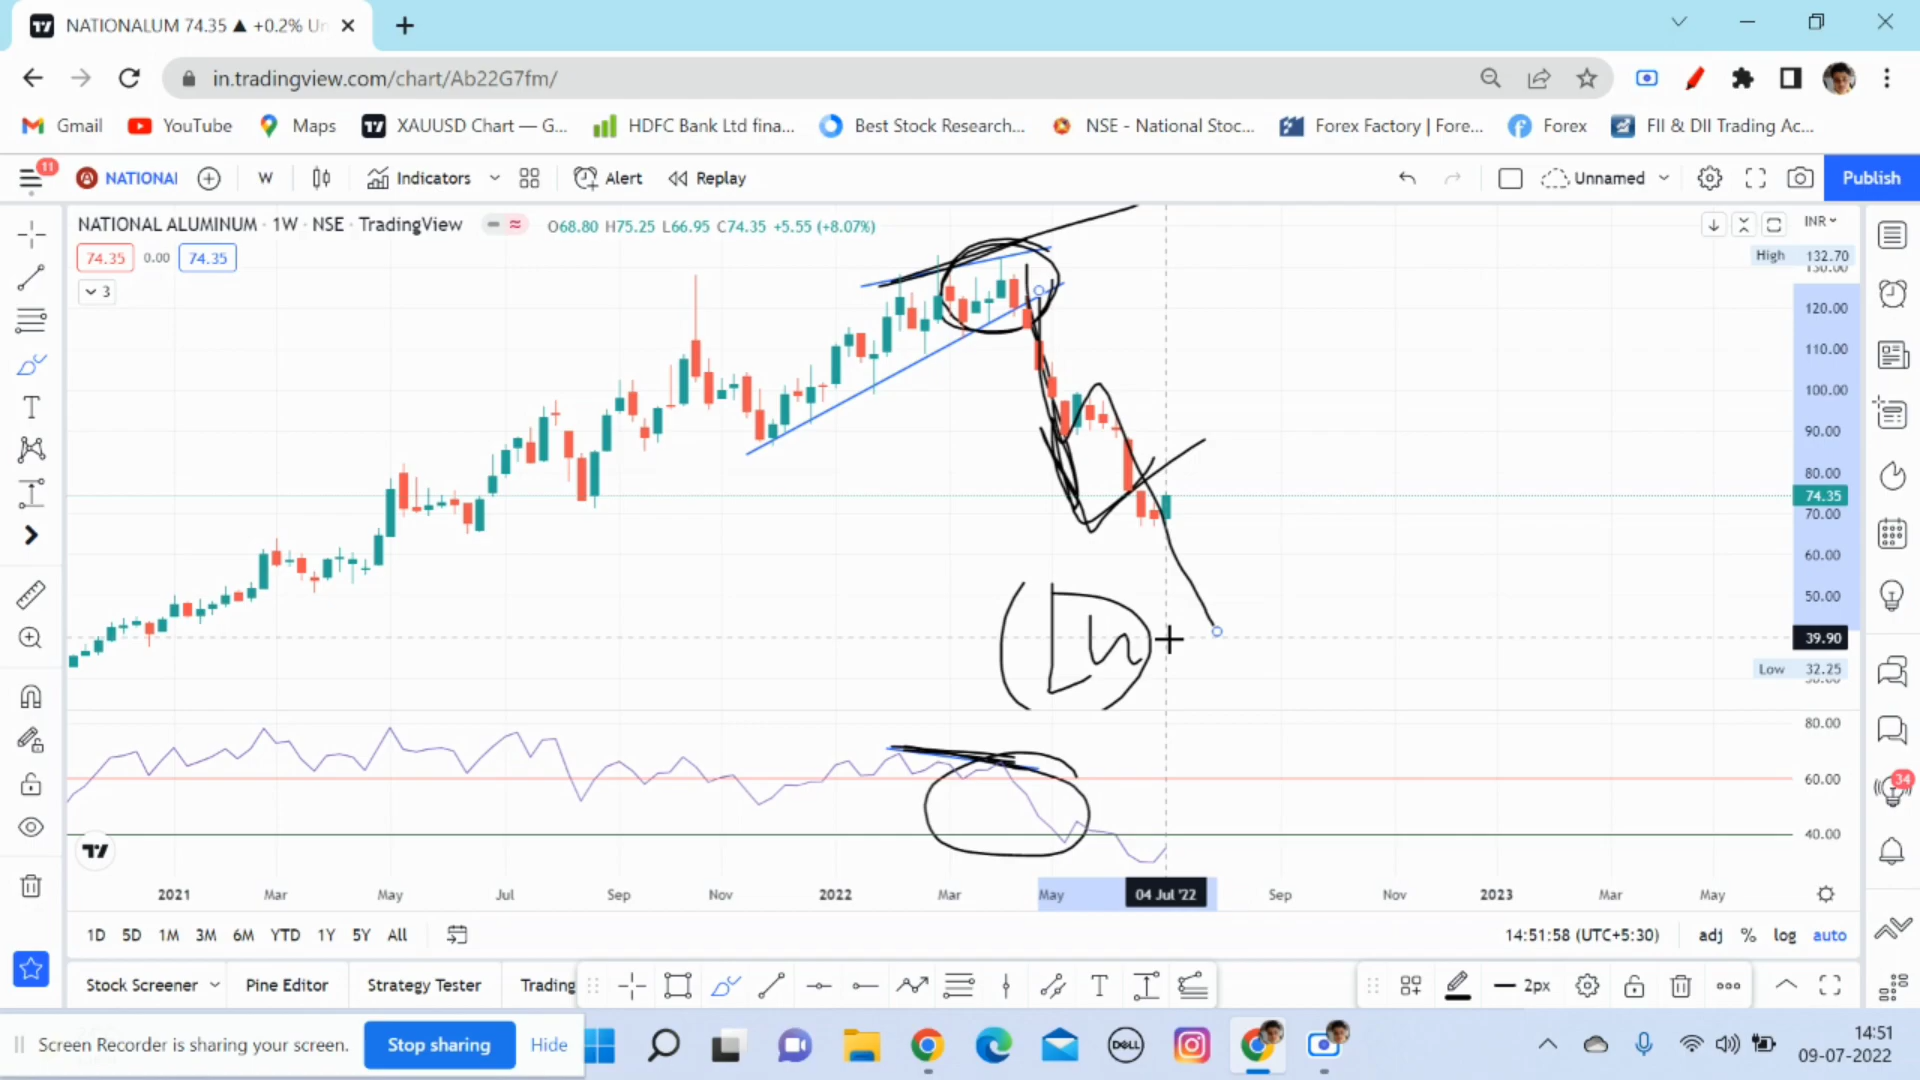 NATIONALUM 74.35 ▲ +0.2% Un
in.tradingview.com/chart/Ab22G7fm/
Gmail
YouTube
Maps
XAUUSD Chart — G...
HDFC Bank Ltd fina...
Best Stock Research...
NSE - National Stoc...
Forex Factory | Fore...
Forex
FII & DII Trading Ac...
11
NATIONAL
W
Indicators
Alert
Replay
Unnamed
Publish
NATIONAL ALUMINUM · 1W · NSE · TradingView
O68.80 H75.25 L66.95 C74.35 +5.55 (+8.07%)
INR
74.35
0.00
74.35
3
High 132.70
130.00
120.00
110.00
100.00
90.00
80.00
74.35
70.00
60.00
50.00
39.90
Low 32.25
80.00
60.00
40.00
34
2021
Mar
May
Jul
Sep
Nov
2022
Mar
May
04 Jul '22
Sep
Nov
2023
Mar
May
1D 5D 1M 3M 6M YTD 1Y 5Y All
14:51:58 (UTC+5:30)
adj % log auto
Stock Screener
Pine Editor
Strategy Tester
Trading
T
2px
Screen Recorder is sharing your screen.
Stop sharing
Hide
DELL
14:51
09-07-2022